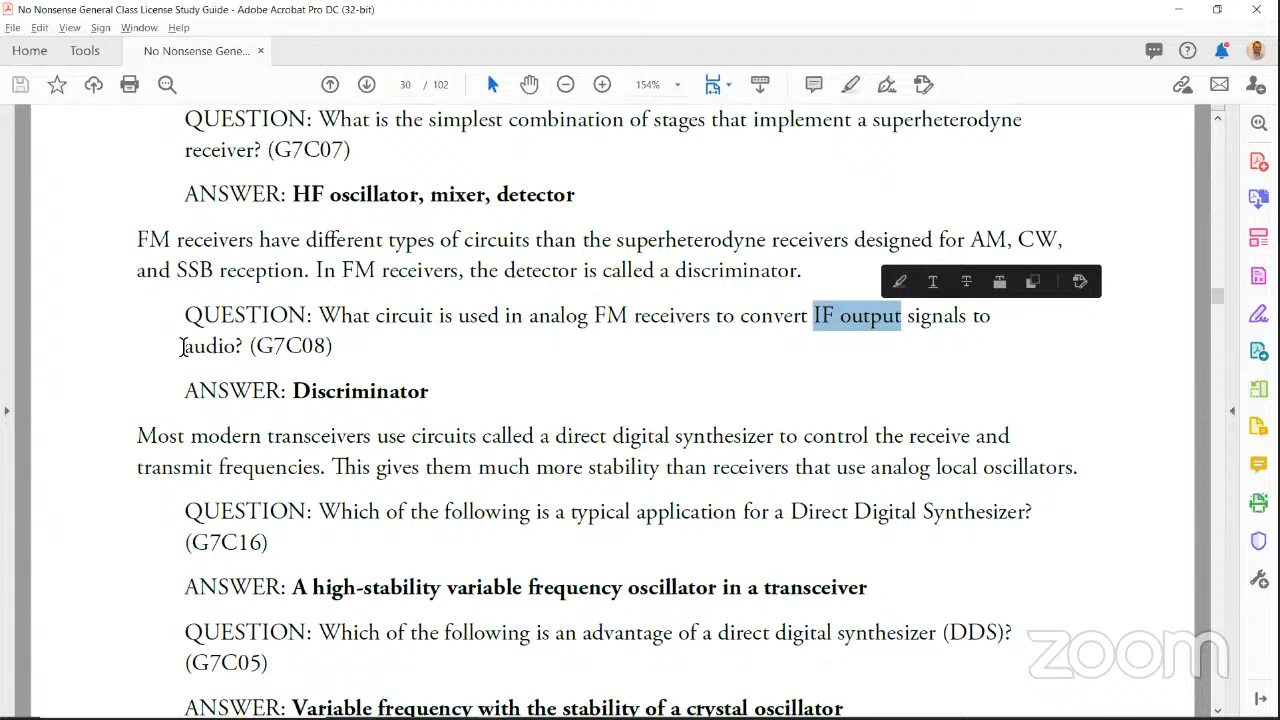 No Nonsense General Class License Study Guide - Adobe Acrobat Pro DC (32-bit)
File Edit View Sign Window Help
Home Tools No Nonsense Gene... ×
30 / 102 154%
QUESTION: What is the simplest combination of stages that implement a superheterodyne
receiver? (G7C07)
ANSWER: HF oscillator, mixer, detector
FM receivers have different types of circuits than the superheterodyne receivers designed for AM, CW,
and SSB reception. In FM receivers, the detector is called a discriminator.
QUESTION: What circuit is used in analog FM receivers to convert IF output signals to
audio? (G7C08)
ANSWER: Discriminator
Most modern transceivers use circuits called a direct digital synthesizer to control the receive and
transmit frequencies. This gives them much more stability than receivers that use analog local oscillators.
QUESTION: Which of the following is a typical application for a Direct Digital Synthesizer?
(G7C16)
ANSWER: A high-stability variable frequency oscillator in a transceiver
QUESTION: Which of the following is an advantage of a direct digital synthesizer (DDS)?
(G7C05)
ANSWER: Variable frequency with the stability of a crystal oscillator
zoom